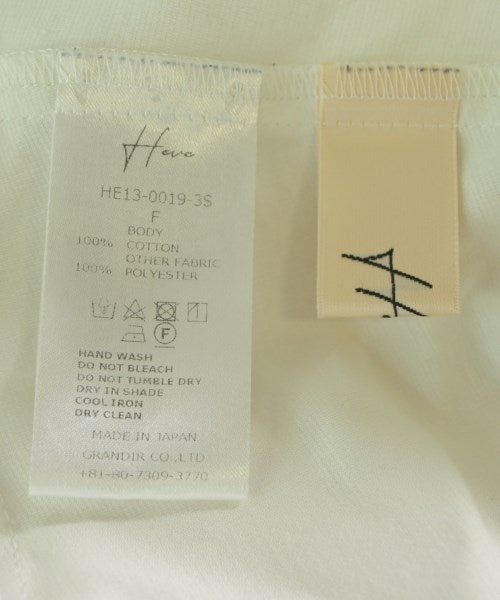 Heve
HE13-0019-3S
F
BODY
100% COTTON
OTHER FABRIC
100% POLYESTER
F
HAND WASH
DO NOT BLEACH
DO NOT TUMBLE DRY
DRY IN SHADE
COOL IRON
DRY CLEAN
MADE IN JAPAN
GRANDIR CO.,LTD
+81-80-7309-3770